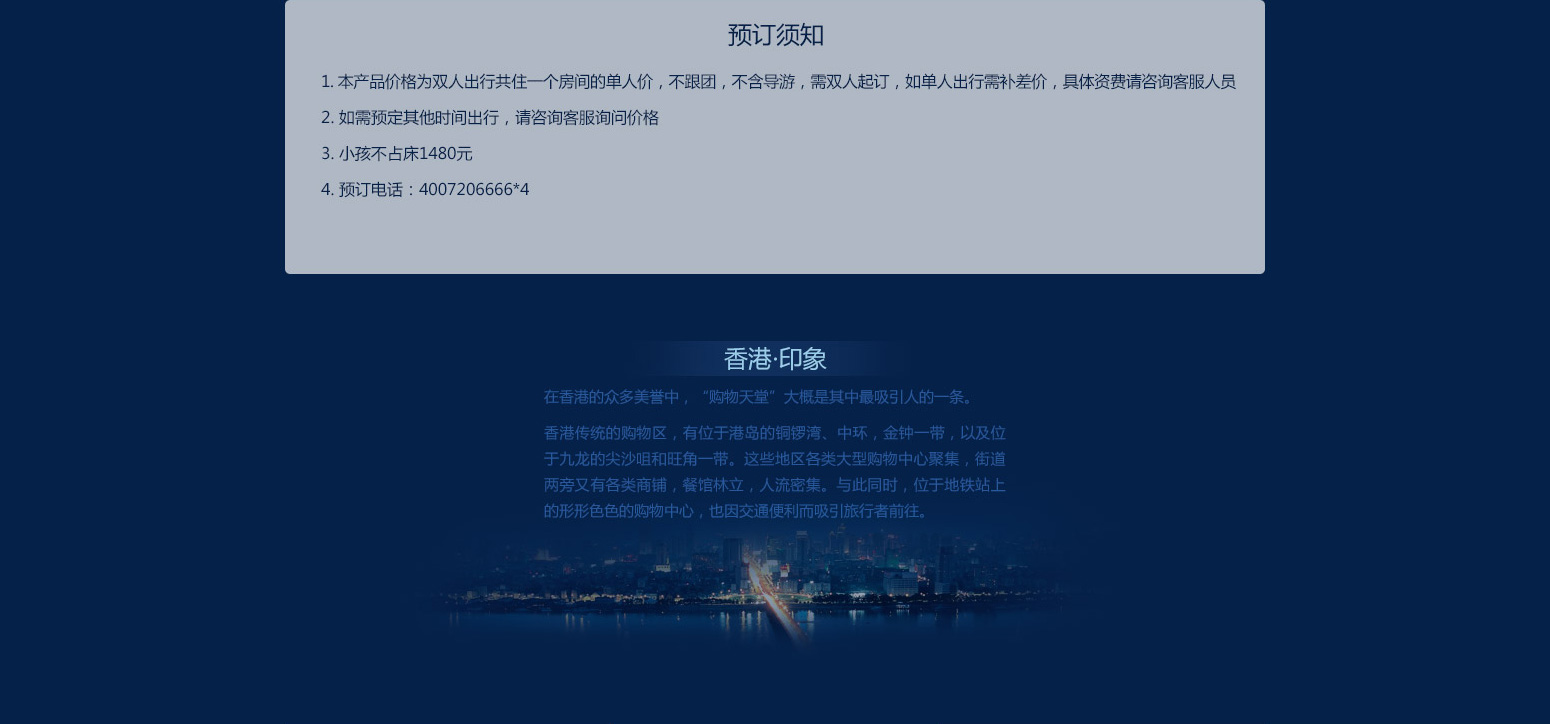 预订须知
1. 本产品价格为双人出行共住一个房间的单人价，不跟团，不含导游，需双人起订，如单人出行需补差价，具体资费请咨询客服人员
2. 如需预定其他时间出行，请咨询客服询问价格
3. 小孩不占床1480元
4. 预订电话：4007206666*4
香港·印象
在香港的众多美誉中，“购物天堂”大概是其中最吸引人的一条。
香港传统的购物区，有位于港岛的铜锣湾、中环，金钟一带，以及位
于九龙的尖沙咀和旺角一带。这些地区各类大型购物中心聚集，街道
两旁又有各类商铺，餐馆林立，人流密集。与此同时，位于地铁站上
的形形色色的购物中心，也因交通便利而吸引旅行者前往。